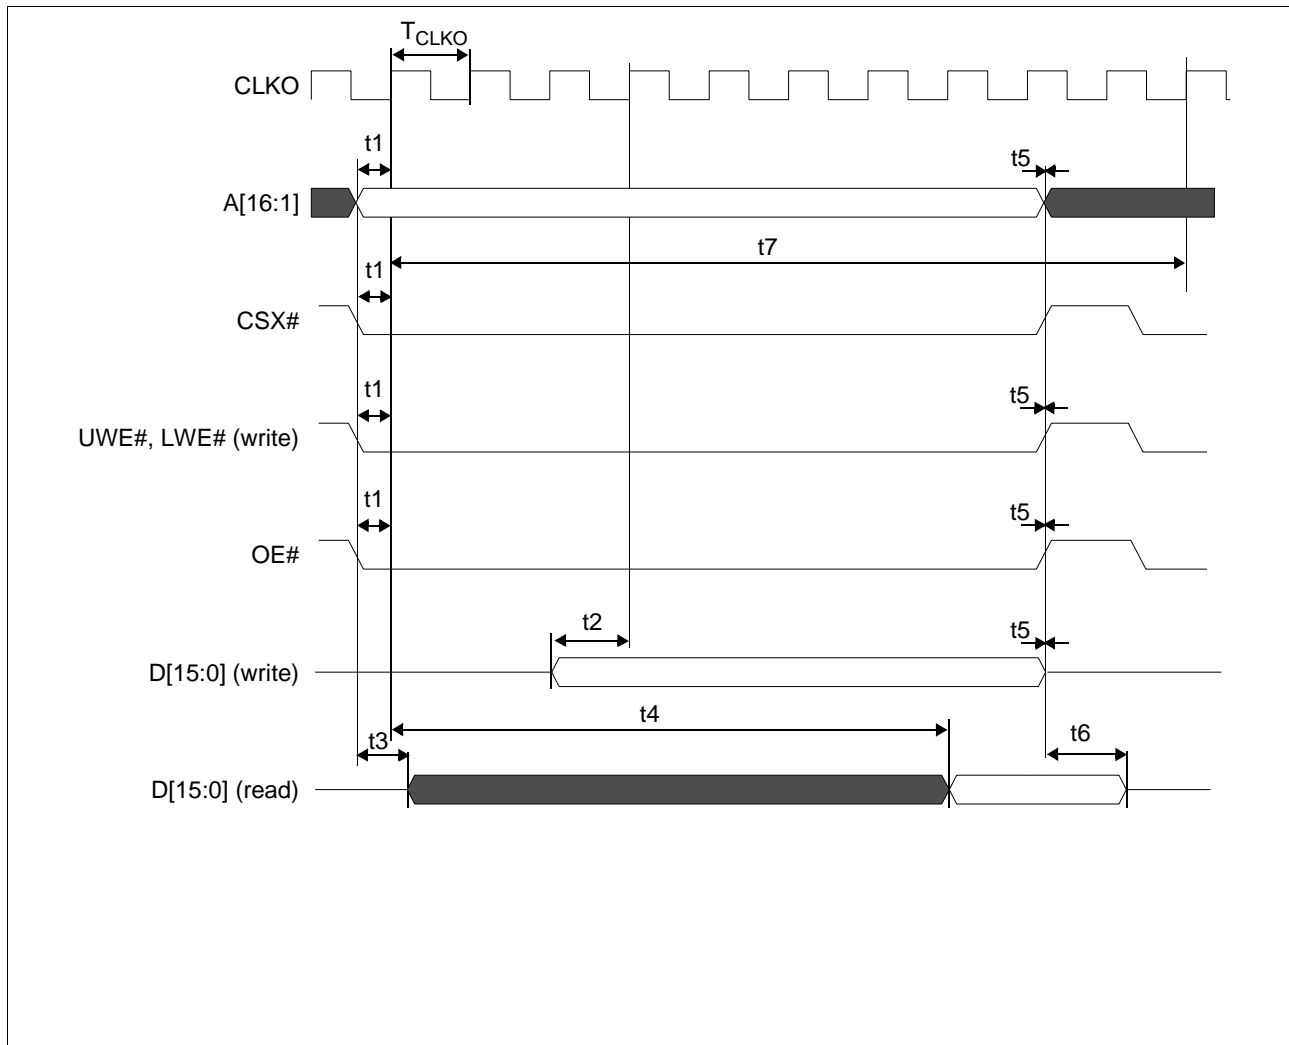 TCLKO
CLKO
t1
t5
A[16:1]
t7
t1
CSX#
t1
t5
UWE#, LWE# (write)
t1
t5
OE#
t2
t5
D[15:0] (write)
t4
t3
t6
D[15:0] (read)